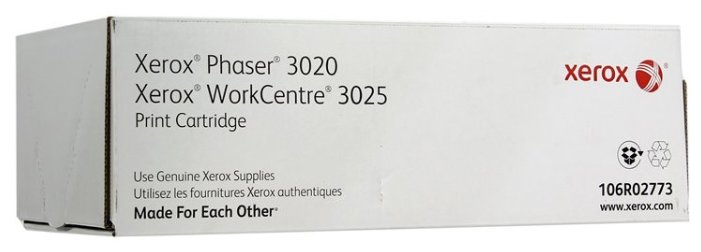 Xerox® Phaser® 3020
Xerox® WorkCentre® 3025
Print Cartridge
xerox
Use Genuine Xerox Supplies
Utilisez les fournitures Xerox authentiques
Made For Each Other®
106R02773
www.xerox.com